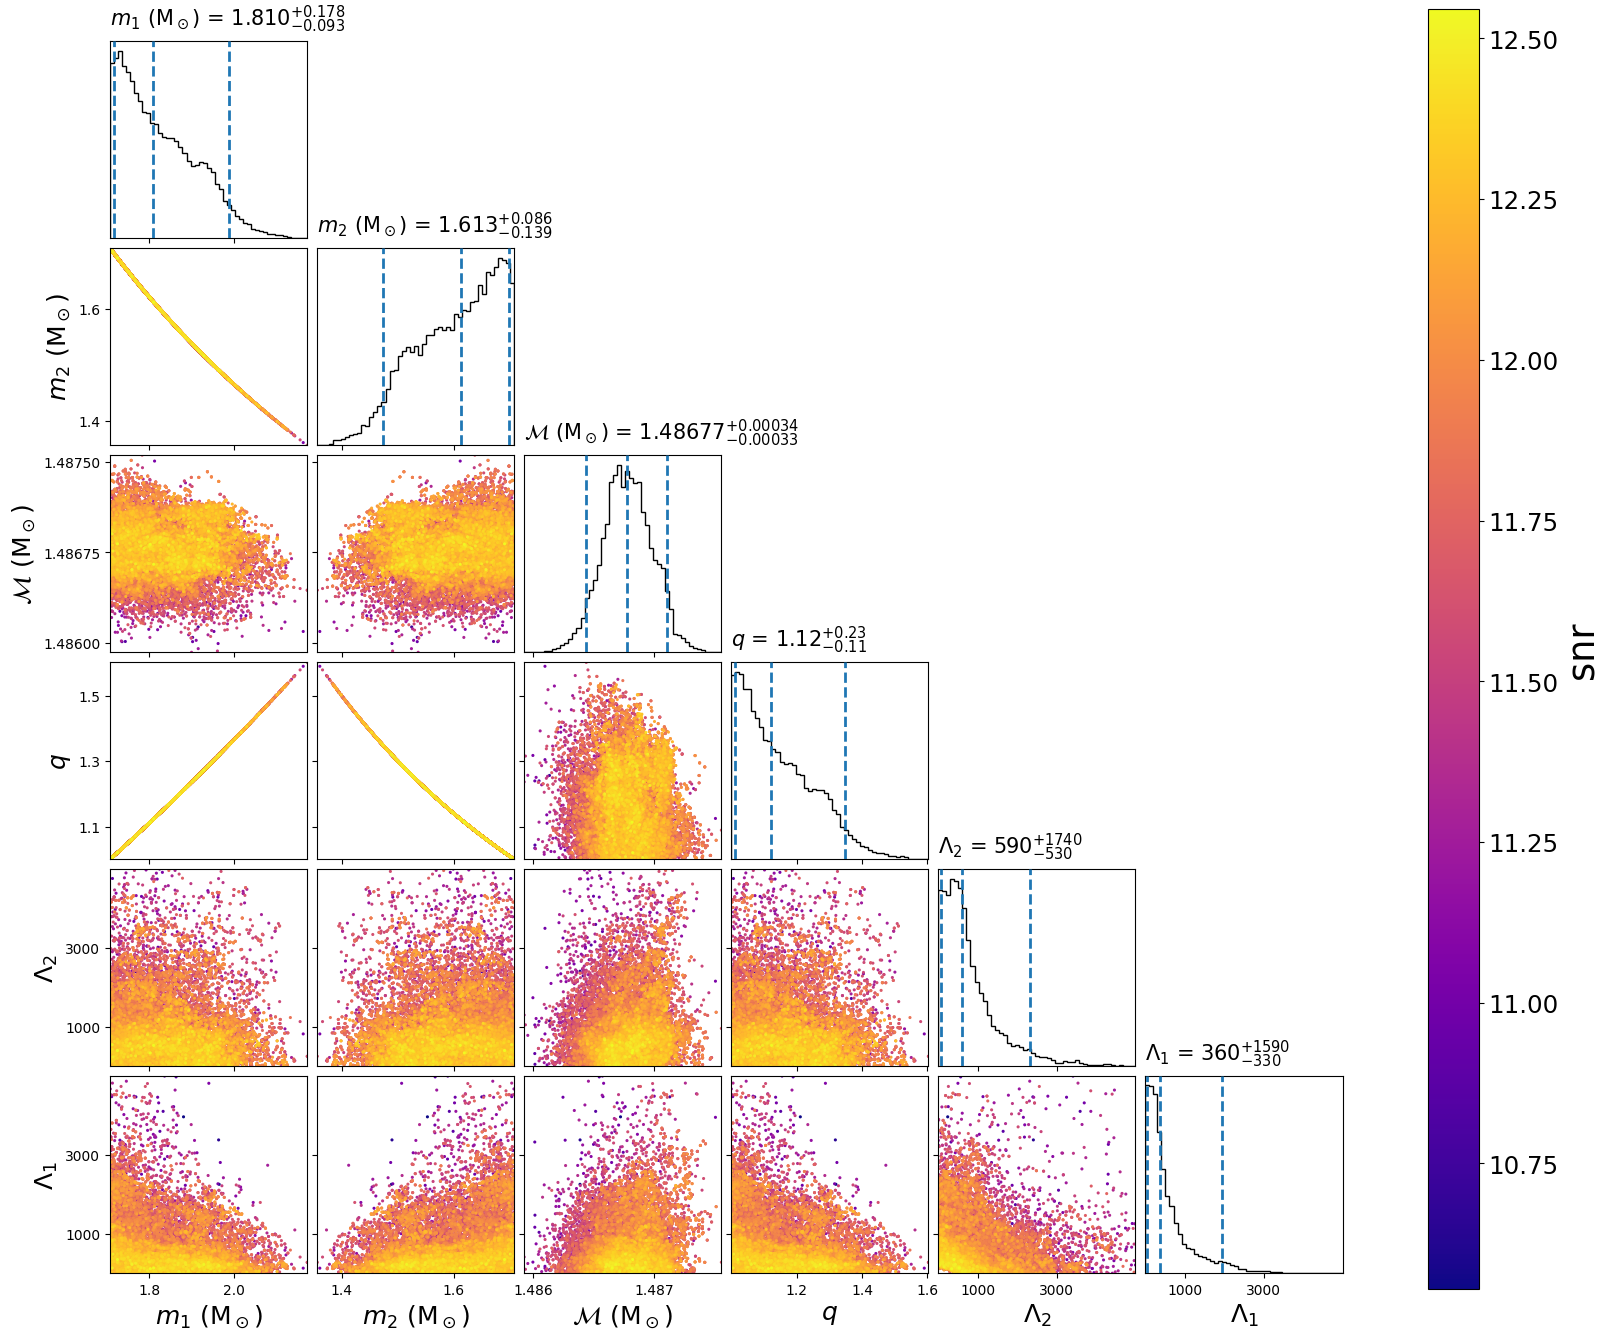 m₁ (M⊙) = 1.810+0.178−0.093
12.50
12.25
12.00
11.75
11.50
11.25
11.00
10.75
snr
m₂ (M⊙) = 1.613+0.086−0.139
1.6
1.4
m₂ (M⊙)
ℳ (M⊙) = 1.48677+0.00034−0.00033
1.48750
1.48675
1.48600
ℳ (M⊙)
q = 1.12+0.23−0.11
1.5
1.3
1.1
q
Λ₂ = 590+1740−530
3000
1000
Λ₂
Λ₁ = 360+1590−330
3000
1000
Λ₁
1.8 2.0 1.4 1.6 1.486 1.487 1.2 1.4 1.6 1000 3000 1000 3000
m₁ (M⊙) m₂ (M⊙) ℳ (M⊙) q Λ₂ Λ₁